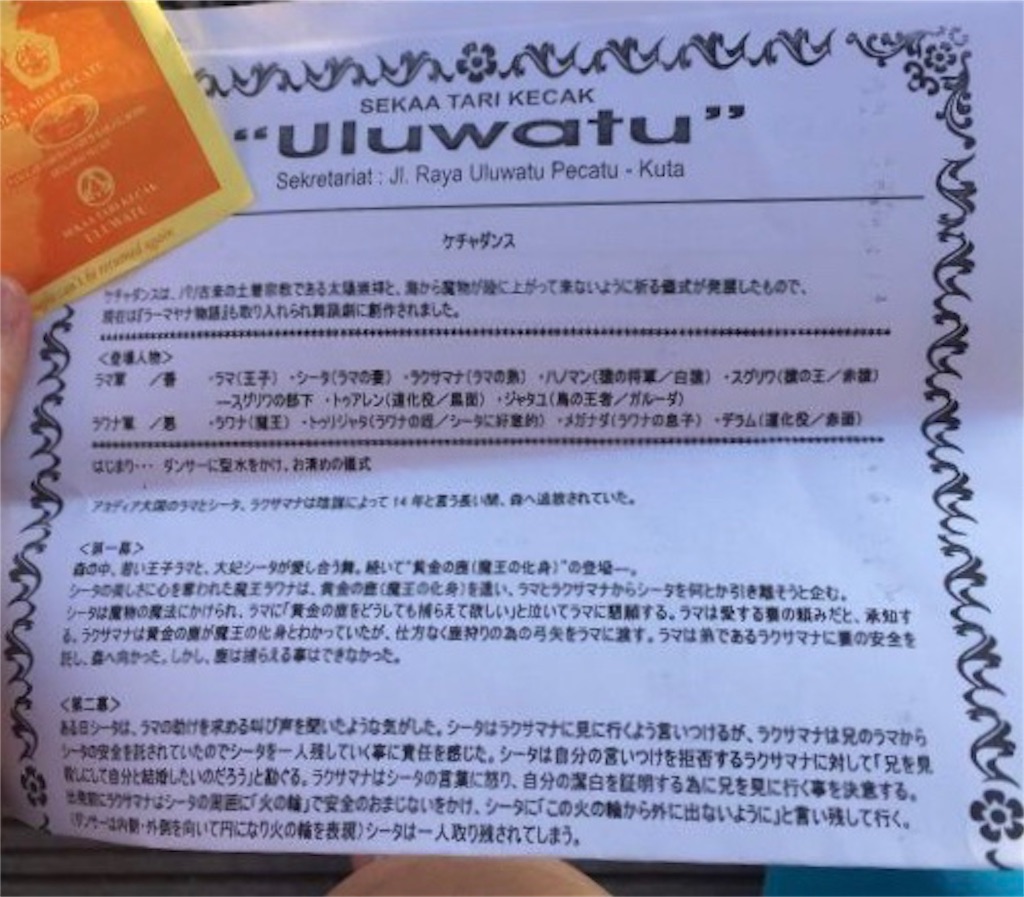 DESA ADAT PECATU
SEKAA TARI KECAK
ULUWATU
can't be returned again
SEKAA TARI KECAK
“Uluwatu”
Sekretariat : Jl. Raya Uluwatu Pecatu - Kuta
ケチャダンス
ケチャダンスは、バリ古来の土着宗教である太陽崇拝と、海から魔物が陸に上がって来ないように祈る儀式が発展したもので、
現在は『ラーマヤナ物語』も取り入れられ舞踊劇に創作されました。
<登場人物>
ラマ軍 /善 ・ラマ(王子) ・シータ(ラマの妻) ・ラクサマナ(ラマの弟) ・ハノマン(猿の将軍/白猿) ・スグリワ(猿の王/赤猿)
―スグリワの部下 ・トゥアレン(道化役/黒面) ・ジャタユ(鳥の王者/ガルーダ)
ラワナ軍 /悪 ・ラワナ(魔王) ・トゥリジャタ(ラワナの姪/シータに好意的) ・メガナダ(ラワナの息子) ・デラム(道化役/赤面)
はじまり・・・ ダンサーに聖水をかけ、お清めの儀式
アヨディア大国のラマとシータ、ラクサマナは陰謀によって 14 年と言う長い間、森へ追放されていた。
<第一幕>
森の中、若い王子ラマと、大妃シータが愛し合う舞。続いて“黄金の鹿(魔王の化身)”の登場―。
シータの美しさに心を奪われた魔王ラワナは、黄金の鹿(魔王の化身)を遣い、ラマとラクサマナからシータを何とか引き離そうと企む。
シータは魔物の魔法にかけられ、ラマに「黄金の鹿をどうしても捕らえて欲しい」と泣いてラマに懇願する。ラマは愛する妻の頼みだと、承知す
る。ラクサマナは黄金の鹿が魔王の化身とわかっていたが、仕方なく鹿狩りの為の弓矢をラマに渡す。ラマは弟であるラクサマナに妻の安全を
託し、森へ向かった。しかし、鹿は捕らえる事はできなかった。
<第二幕>
ある日シータは、ラマの助けを求める叫び声を聞いたような気がした。シータはラクサマナに見に行くよう言いつけるが、ラクサマナは兄のラマから
シータの安全を託されていたのでシータを一人残していく事に責任を感じた。シータは自分の言いつけを拒否するラクサマナに対して「兄を見
殺しにして自分と結婚したいのだろう」と勘ぐる。ラクサマナはシータの言葉に怒り、自分の潔白を証明する為に兄を見に行く事を決意する。
出発前にラクサマナはシータの周囲に「火の輪」で安全のおまじないをかけ、シータに「この火の輪から外に出ないように」と言い残して行く。
(ダンサーは内側・外側を向いて円になり火の輪を表現)シータは一人取り残されてしまう。